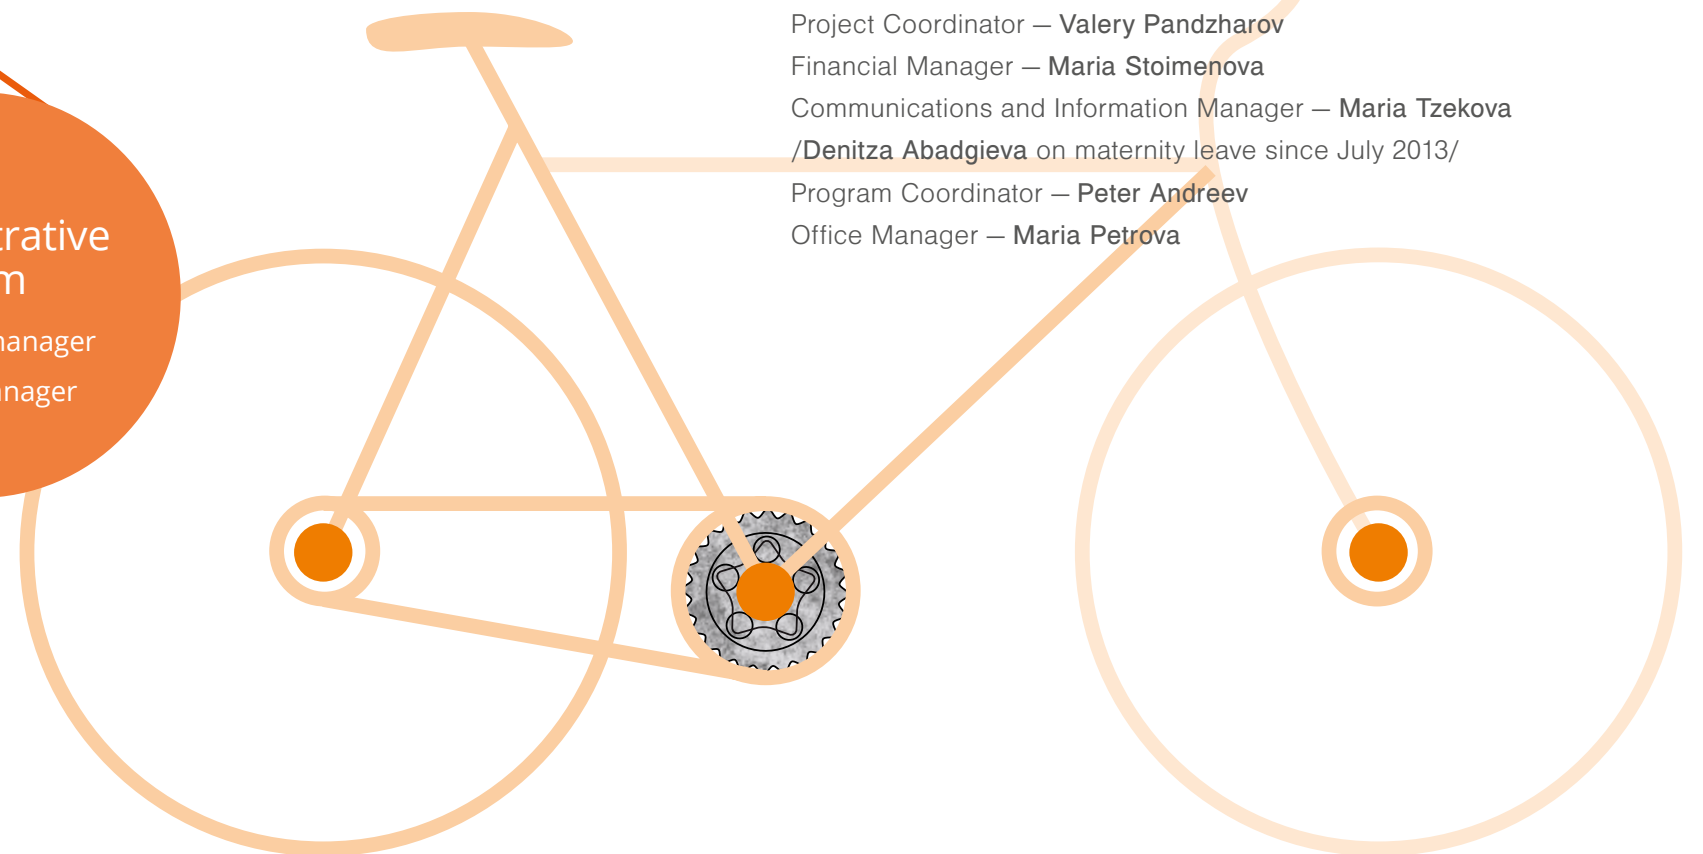 Project Coordinator — Valery Pandzharov
Financial Manager — Maria Stoimenova
Communications and Information Manager — Maria Tzekova
/Denitza Abadgieva on maternity leave since July 2013/
Program Coordinator — Peter Andreev
Office Manager — Maria Petrova
trative
m
anager
nager